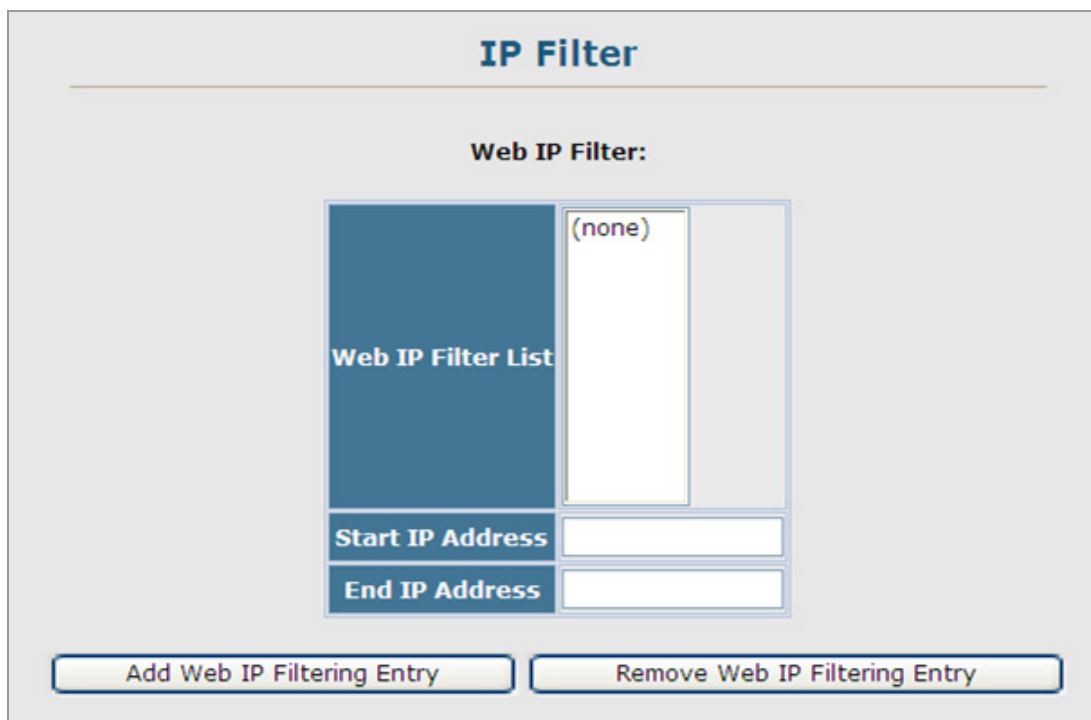 IP Filter
Web IP Filter:
Web IP Filter List
(none)
Start IP Address
End IP Address
Add Web IP Filtering Entry
Remove Web IP Filtering Entry